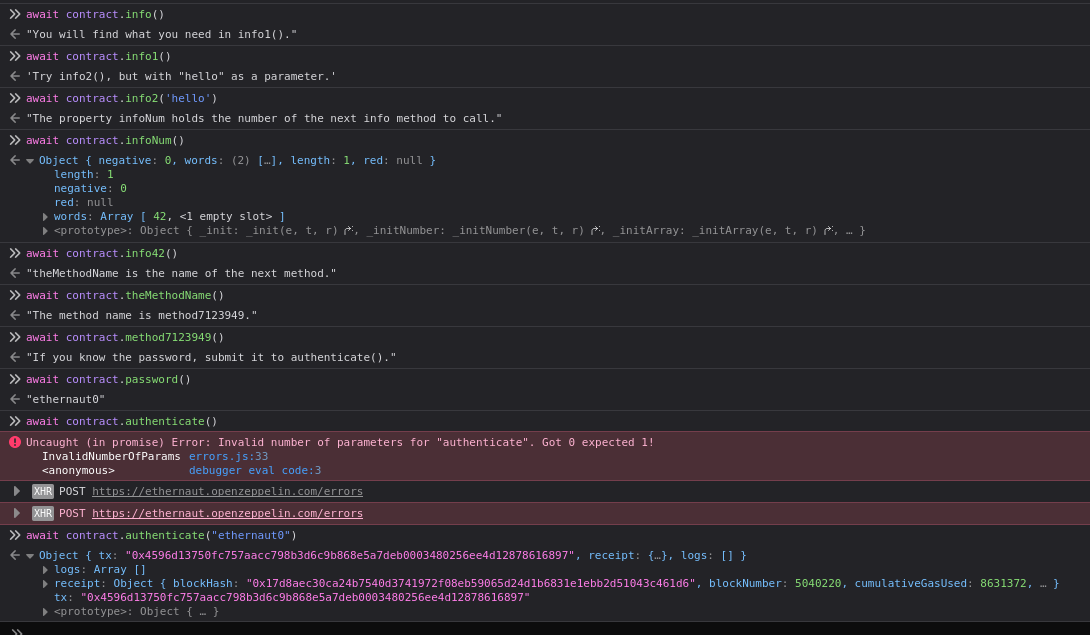 await contract.info()
"You will find what you need in info1()."
await contract.info1()
'Try info2(), but with "hello" as a parameter.'
await contract.info2('hello')
"The property infoNum holds the number of the next info method to call."
await contract.infoNum()
Object { negative: 0, words: (2) […], length: 1, red: null }
length: 1
negative: 0
red: null
words: Array [ 42, <1 empty slot> ]
<prototype>: Object { _init: _init(e, t, r), _initNumber: _initNumber(e, t, r), _initArray: _initArray(e, t, r), … }
await contract.info42()
"theMethodName is the name of the next method."
await contract.theMethodName()
"The method name is method7123949."
await contract.method7123949()
"If you know the password, submit it to authenticate()."
await contract.password()
"ethernaut0"
await contract.authenticate()
Uncaught (in promise) Error: Invalid number of parameters for "authenticate". Got 0 expected 1!
InvalidNumberOfParams errors.js:33
<anonymous> debugger eval code:3
XHR POST https://ethernaut.openzeppelin.com/errors
XHR POST https://ethernaut.openzeppelin.com/errors
await contract.authenticate("ethernaut0")
Object { tx: "0x4596d13750fc757aacc798b3d6c9b868e5a7deb0003480256ee4d12878616897", receipt: {…}, logs: [] }
logs: Array []
receipt: Object { blockHash: "0x17d8aec30ca24b7540d3741972f08eb59065d24d1b6831e1ebb2d51043c461d6", blockNumber: 5040220, cumulativeGasUsed: 8631372, … }
tx: "0x4596d13750fc757aacc798b3d6c9b868e5a7deb0003480256ee4d12878616897"
<prototype>: Object { … }